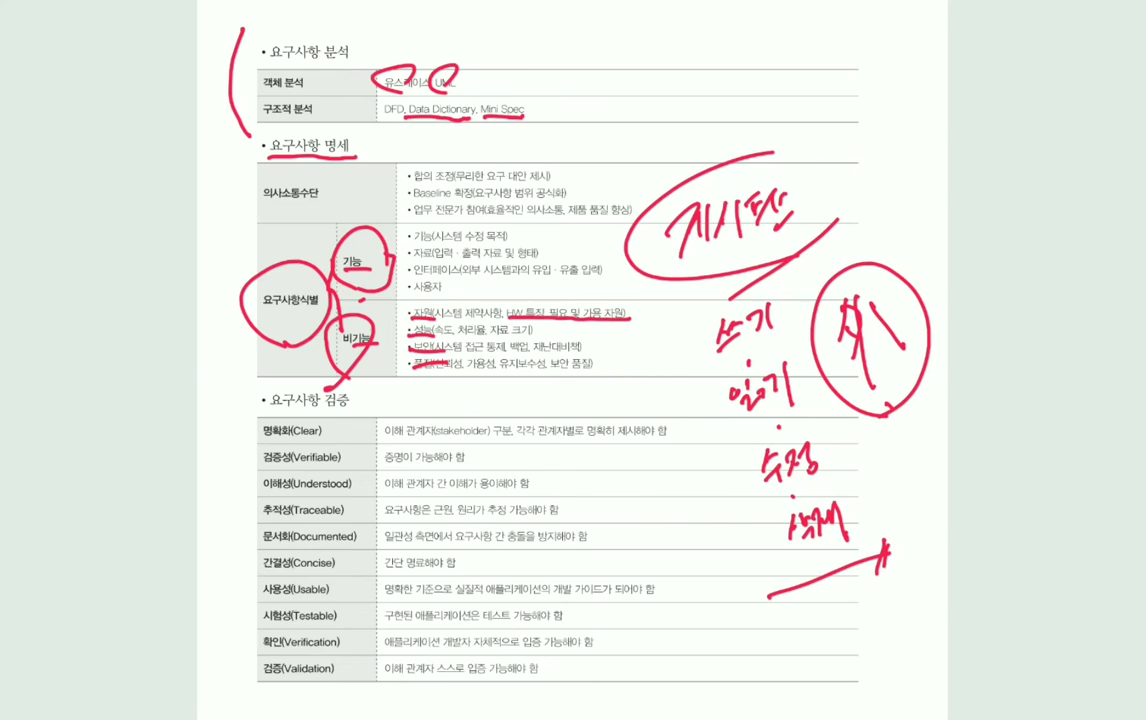 • 요구사항 분석
객체 분석 유스케이스, UML
구조적 분석 DFD, Data Dictionary, Mini Spec
• 요구사항 명세
의사소통수단
• 합의 조정(무리한 요구 대안 제시)
• Baseline 확정(요구사항 범위 공식화)
• 업무 전문가 참여(효율적인 의사소통, 제품 품질 향상)
요구사항식별
기능
• 기능(시스템 수정 목적)
• 자료(입력 · 출력 자료 및 형태)
• 인터페이스(외부 시스템과의 유입 · 유출 입력)
• 사용자
비기능
• 자원(시스템 제약사항, HW 특징, 필요 및 가용 자원)
• 성능(속도, 처리율, 자료 크기)
• 보안(시스템 접근 통제, 백업, 재난대비책)
• 품질(신뢰성, 가용성, 유지보수성, 보안 품질)
게시판
쓰기
읽기
수정
삭제
• 요구사항 검증
명확화(Clear) 이해 관계자(stakeholder) 구분, 각각 관계자별로 명확히 제시해야 함
검증성(Verifiable) 증명이 가능해야 함
이해성(Understood) 이해 관계자 간 이해가 용이해야 함
추적성(Traceable) 요구사항은 근원, 원리가 추정 가능해야 함
문서화(Documented) 일관성 측면에서 요구사항 간 충돌을 방지해야 함
간결성(Concise) 간단 명료해야 함
사용성(Usable) 명확한 기준으로 실질적 애플리케이션의 개발 가이드가 되어야 함
시험성(Testable) 구현된 애플리케이션은 테스트 가능해야 함
확인(Verification) 애플리케이션 개발자 자체적으로 입증 가능해야 함
검증(Validation) 이해 관계자 스스로 입증 가능해야 함